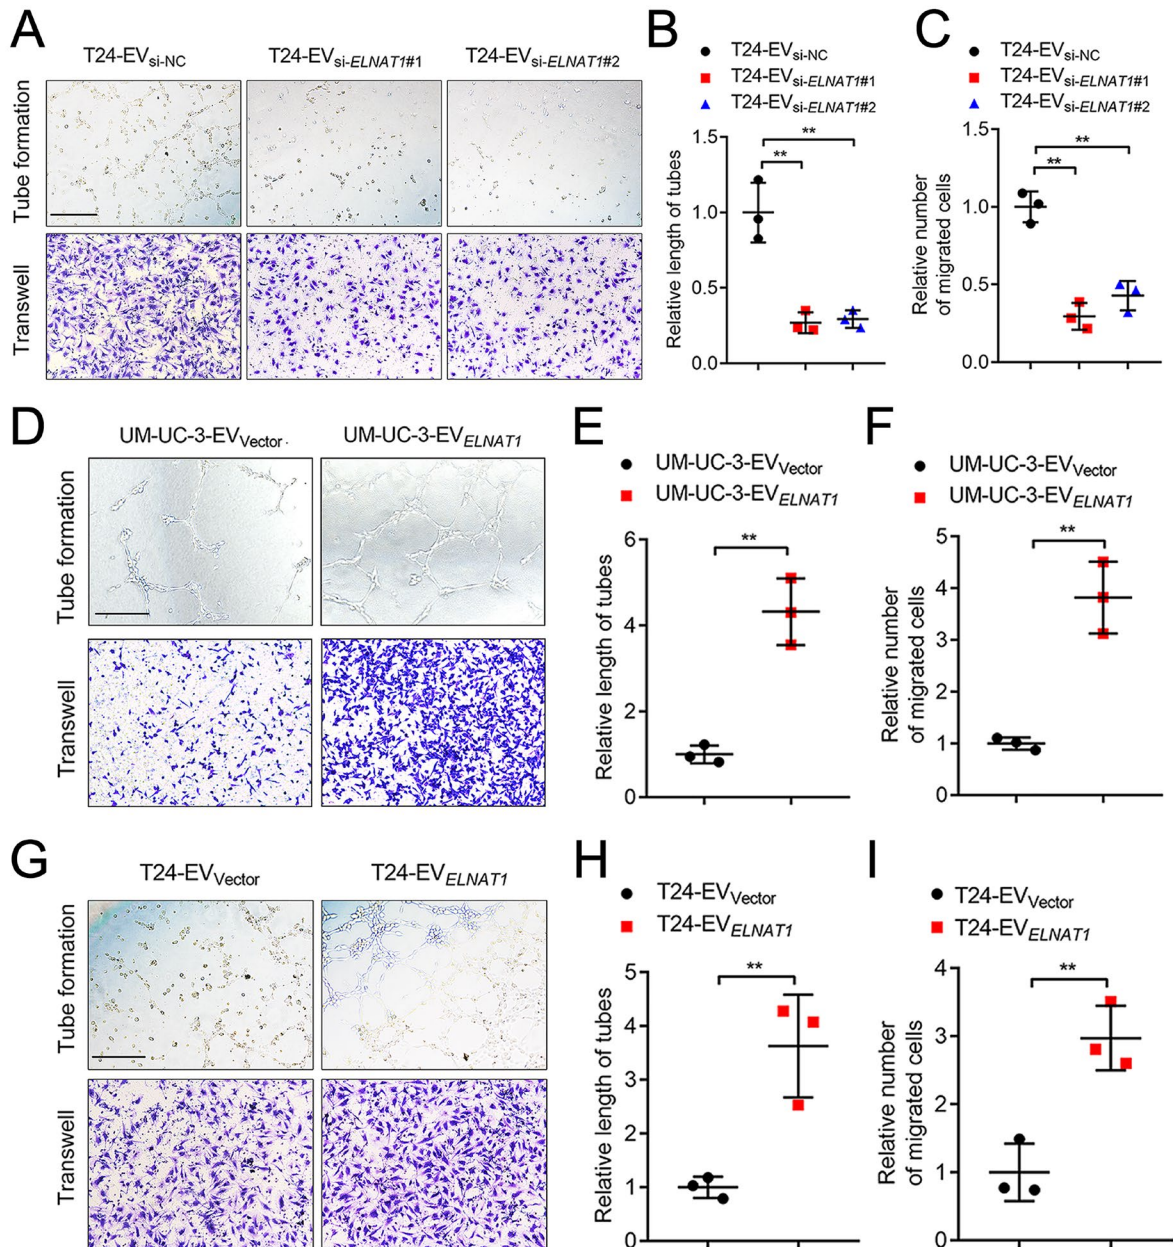 A
T24-EVsi-NC
T24-EVsi-ELNAT1#1
T24-EVsi-ELNAT1#2
Tube formation
Transwell
B
T24-EVsi-NC
T24-EVsi-ELNAT1#1
T24-EVsi-ELNAT1#2
Relative length of tubes
1.5
1.0
0.5
0.0
**
**
C
T24-EVsi-NC
T24-EVsi-ELNAT1#1
T24-EVsi-ELNAT1#2
Relative number
of migrated cells
1.5
1.0
0.5
0.0
**
**
D
UM-UC-3-EVVector
UM-UC-3-EVELNAT1
Tube formation
Transwell
E
UM-UC-3-EVVector
UM-UC-3-EVELNAT1
Relative length of tubes
6
4
2
0
**
F
UM-UC-3-EVVector
UM-UC-3-EVELNAT1
Relative number
of migrated cells
5
4
3
2
1
0
**
G
T24-EVVector
T24-EVELNAT1
Tube formation
Transwell
H
T24-EVVector
T24-EVELNAT1
Relative length of tubes
5
4
3
2
1
0
**
I
T24-EVVector
T24-EVELNAT1
Relative number
of migrated cells
4
3
2
1
0
**